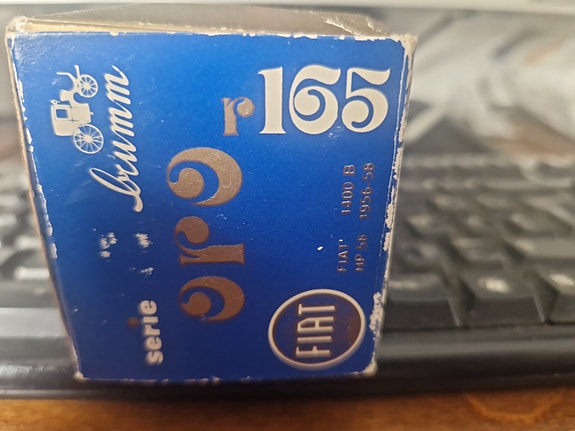 brumm
serie oro
r165
FIAT' 1400 B
HP 58 1956-58
FIAT